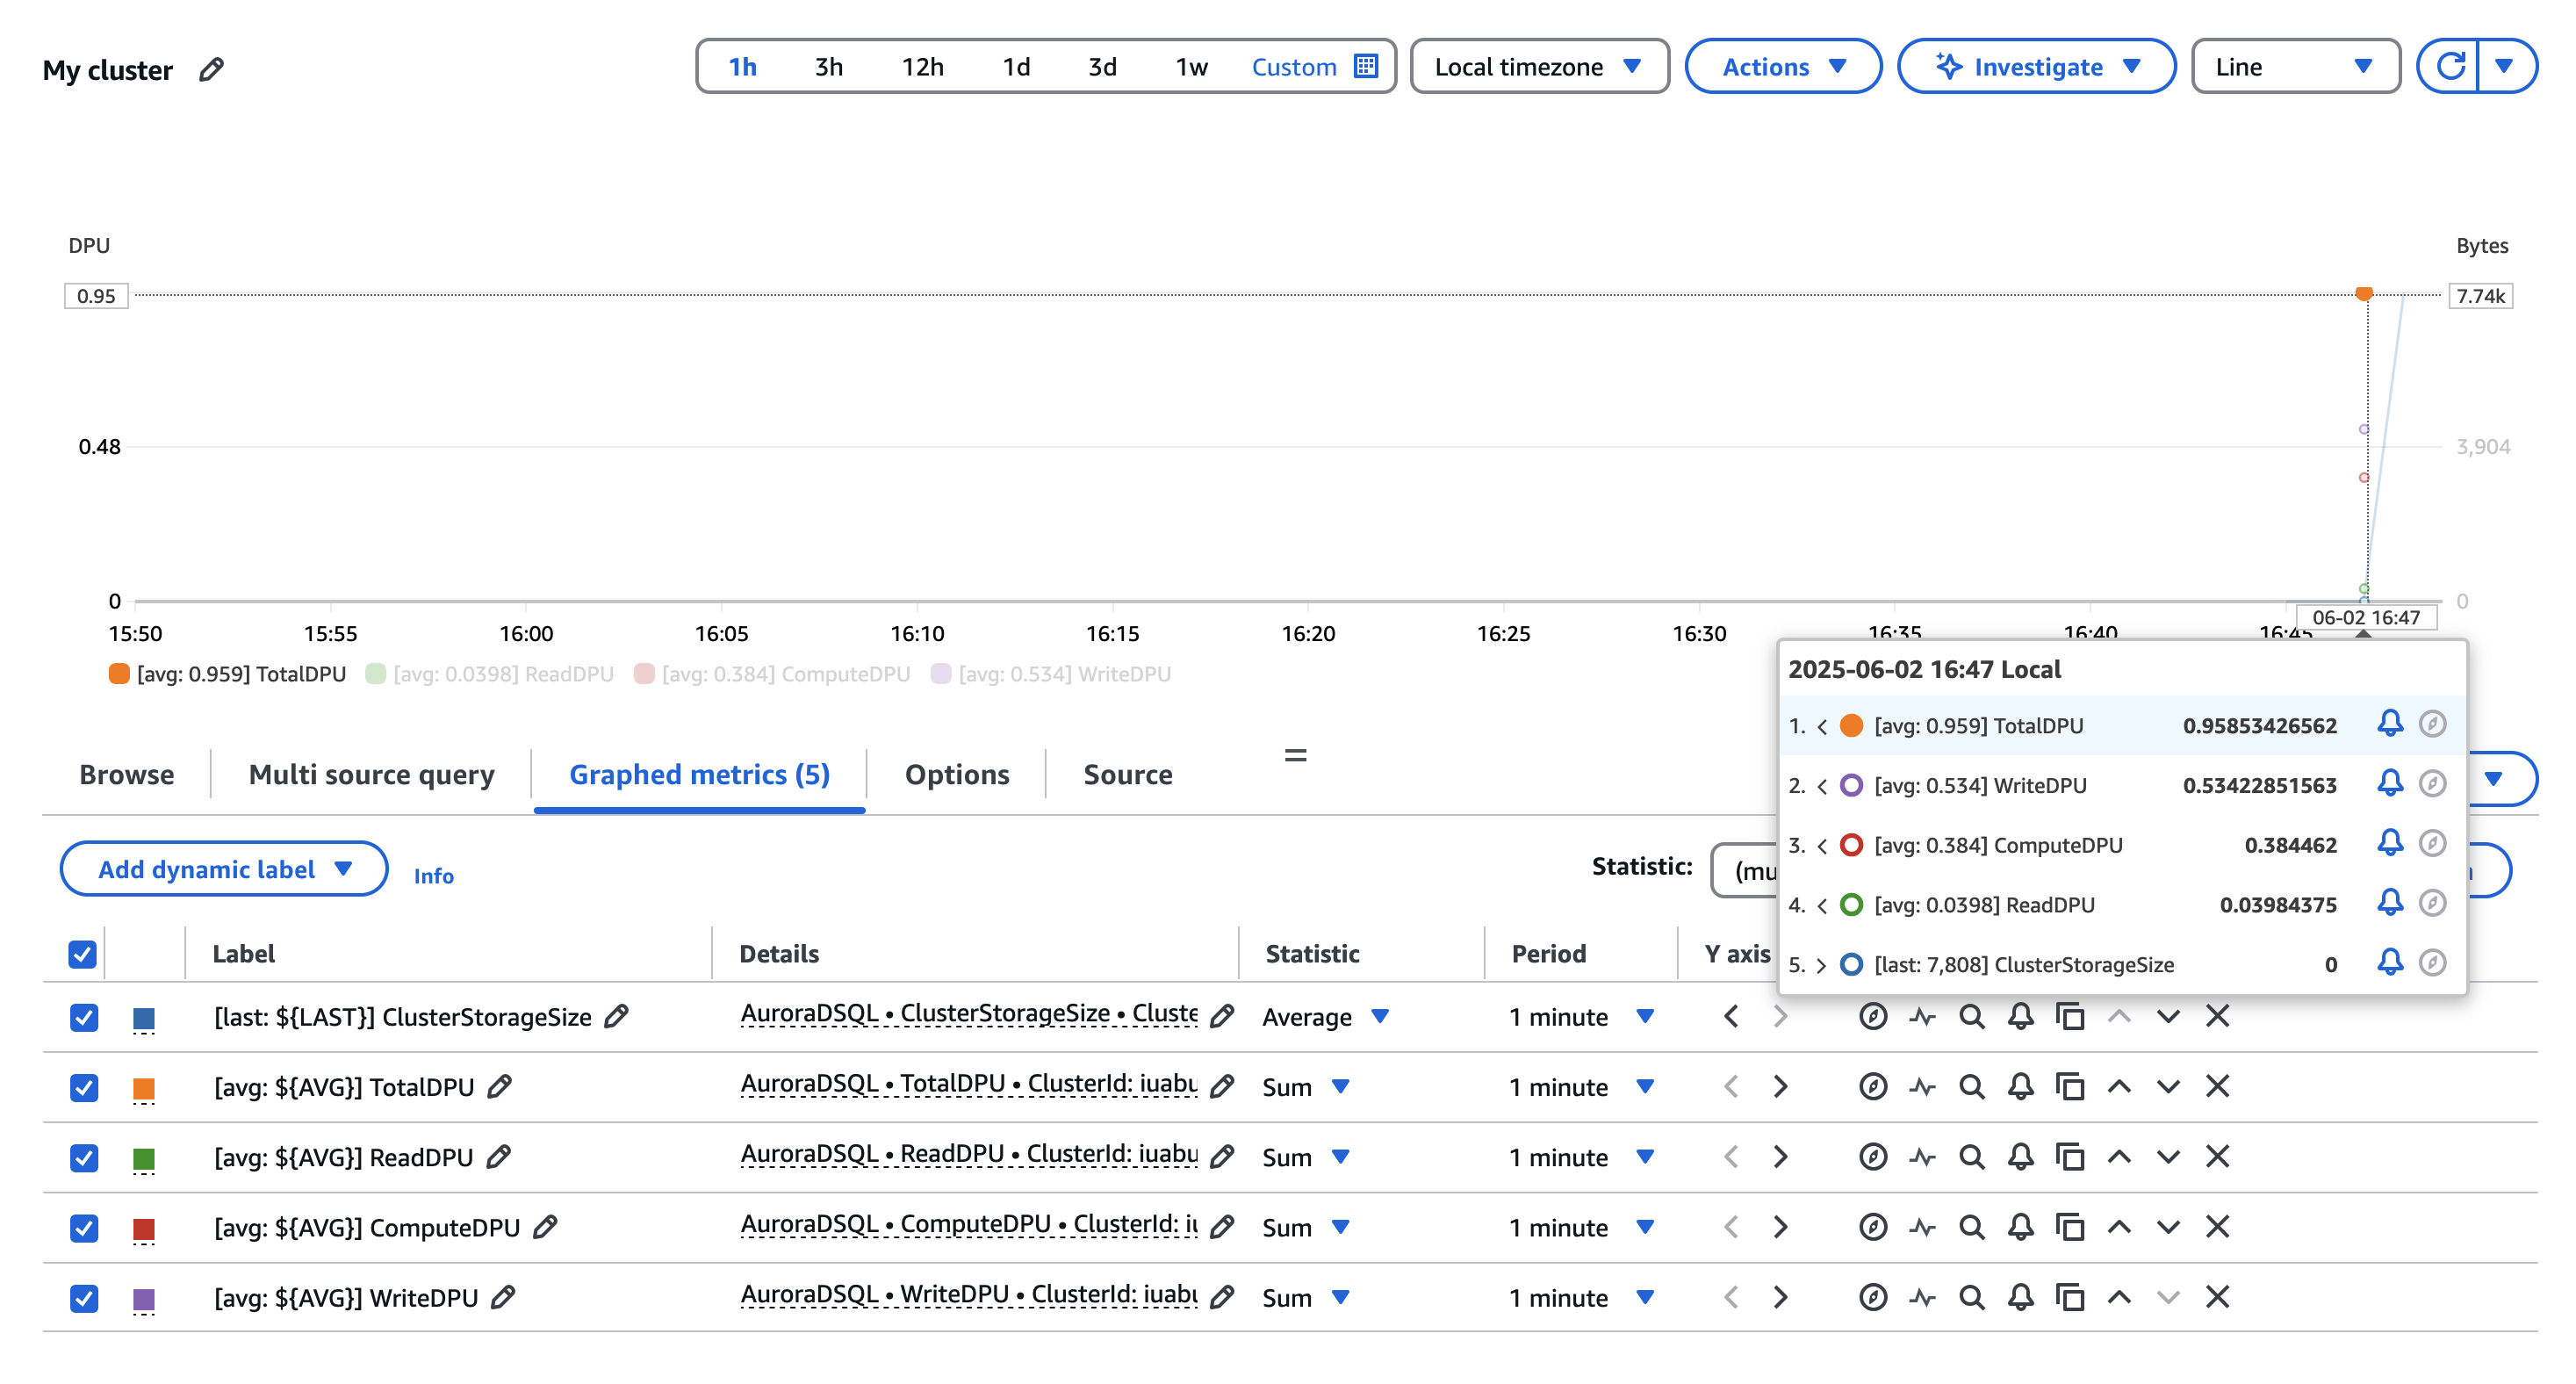 My cluster
1h 3h 12h 1d 3d 1w Custom
Local timezone
Actions
Investigate
Line
DPU
Bytes
0.95
7.74k
0.48
3,904
0
0
06-02 16:47
15:50 15:55 16:00 16:05 16:10 16:15 16:20 16:25 16:30 16:35 16:40 16:45
[avg: 0.959] TotalDPU [avg: 0.0398] ReadDPU [avg: 0.384] ComputeDPU [avg: 0.534] WriteDPU
2025-06-02 16:47 Local
1. < [avg: 0.959] TotalDPU 0.95853426562
2. < [avg: 0.534] WriteDPU 0.53422851563
3. < [avg: 0.384] ComputeDPU 0.384462
4. < [avg: 0.0398] ReadDPU 0.03984375
5. > [last: 7,808] ClusterStorageSize 0
Browse
Multi source query
Graphed metrics (5)
Options
Source
Add dynamic label
Info
Statistic:
(mu
Label Details Statistic Period Y axis
[last: ${LAST}] ClusterStorageSize AuroraDSQL • ClusterStorageSize • Cluste Average 1 minute
[avg: ${AVG}] TotalDPU AuroraDSQL • TotalDPU • ClusterId: iuabu Sum 1 minute
[avg: ${AVG}] ReadDPU AuroraDSQL • ReadDPU • ClusterId: iuabu Sum 1 minute
[avg: ${AVG}] ComputeDPU AuroraDSQL • ComputeDPU • ClusterId: iu Sum 1 minute
[avg: ${AVG}] WriteDPU AuroraDSQL • WriteDPU • ClusterId: iuabu Sum 1 minute